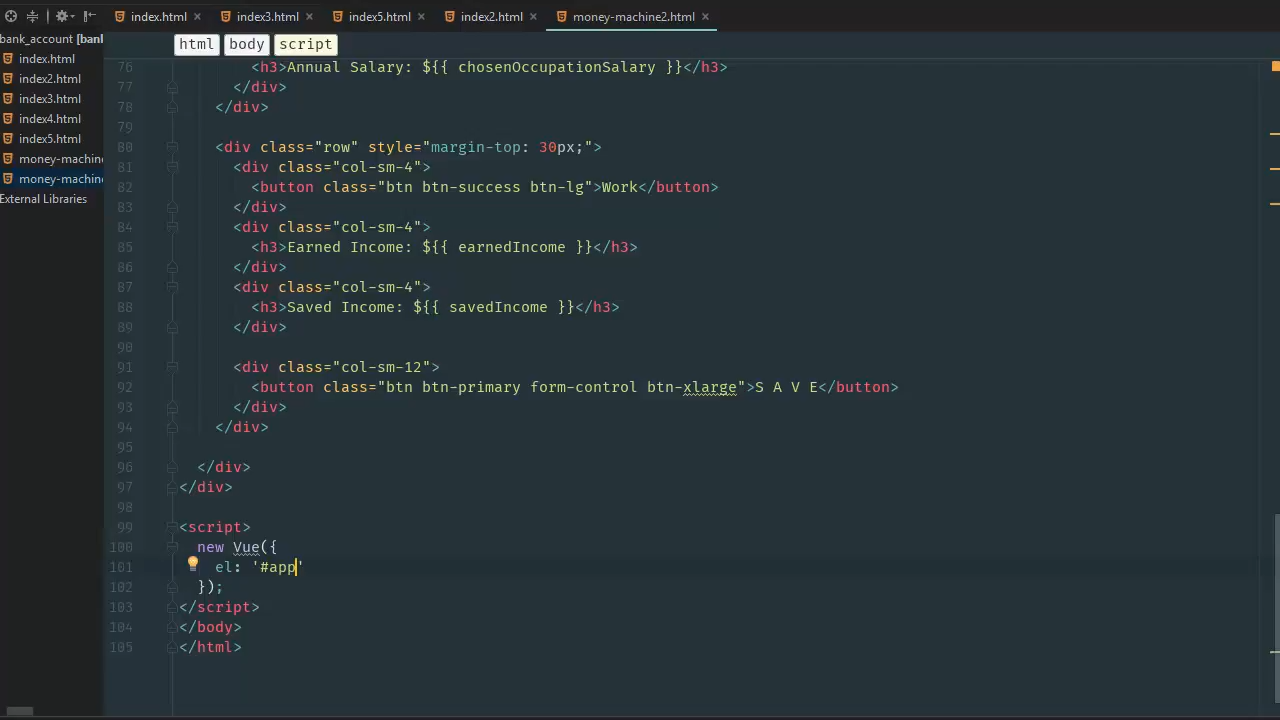 index.html
index3.html
index5.html
index2.html
money-machine2.html
bank_account [bank
html body script
index.html
index2.html
index3.html
index4.html
index5.html
money-machine
money-machine
External Libraries
76 <h3>Annual Salary: ${{ chosenOccupationSalary }}</h3>
77 </div>
78 </div>
79
80 <div class="row" style="margin-top: 30px;">
81 <div class="col-sm-4">
82 <button class="btn btn-success btn-lg">Work</button>
83 </div>
84 <div class="col-sm-4">
85 <h3>Earned Income: ${{ earnedIncome }}</h3>
86 </div>
87 <div class="col-sm-4">
88 <h3>Saved Income: ${{ savedIncome }}</h3>
89 </div>
90
91 <div class="col-sm-12">
92 <button class="btn btn-primary form-control btn-xlarge">S A V E</button>
93 </div>
94 </div>
95
96 </div>
97 </div>
98
99 <script>
100 new Vue({
101 el: '#app'
102 });
103 </script>
104 </body>
105 </html>